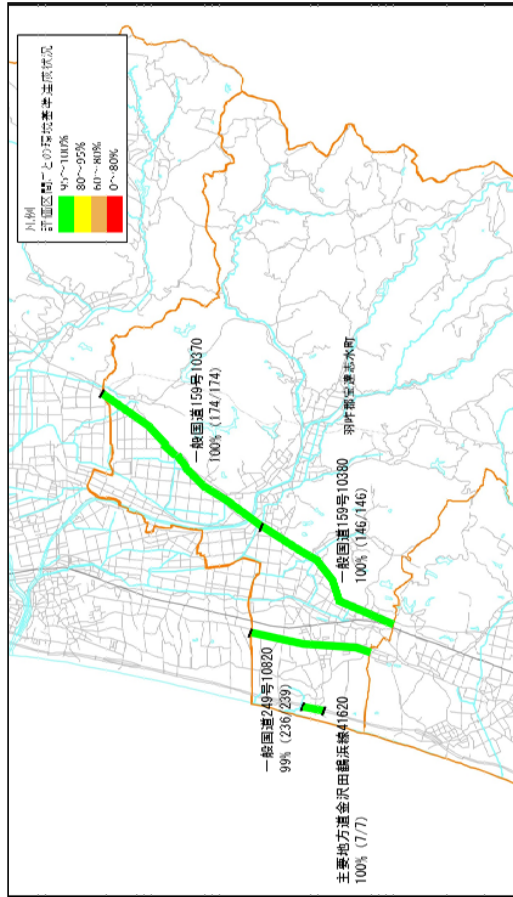 凡例
評価区間ごとの環境基準達成状況
95～100%
80～95%
60～80%
0～80%
一般国道159号10370
100% (174/174)
羽咋郡宝達志水町
一般国道159号10380
100% (146/146)
一般国道249号10820
99% (236/239)
主要地方道金沢田鶴浜線41620
100% (7/7)